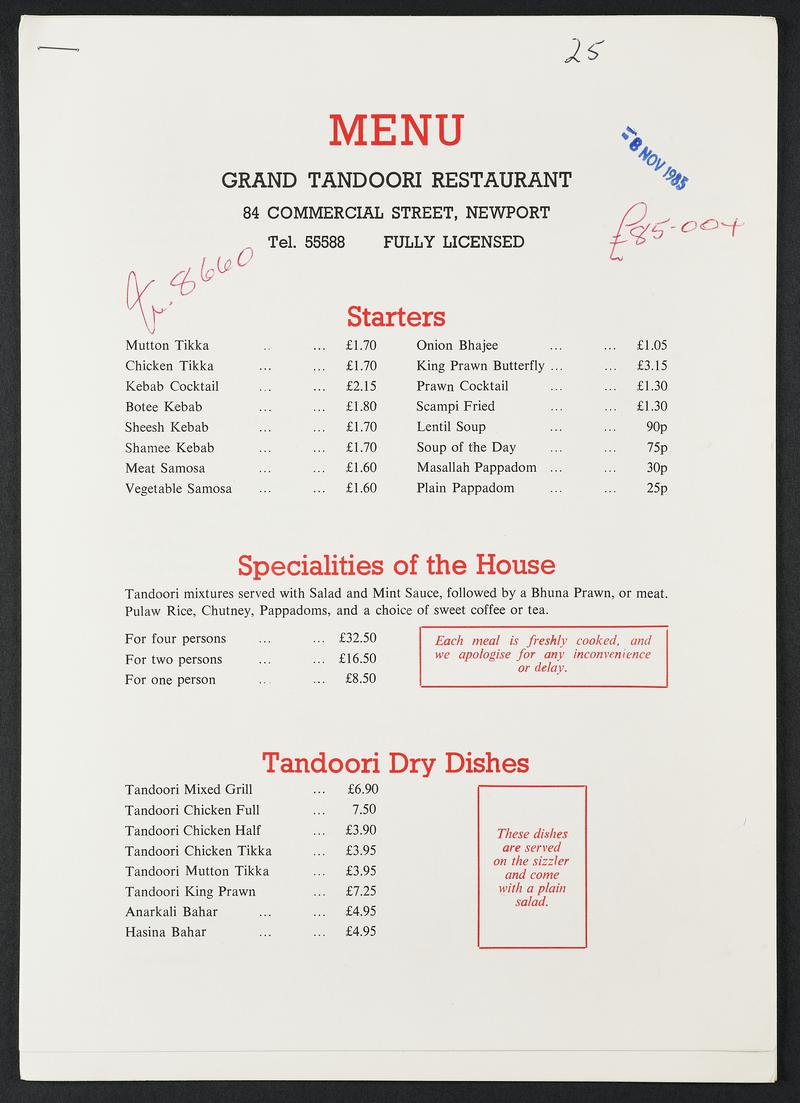 25
MENU
-8 NOV 1985
GRAND TANDOORI RESTAURANT
84 COMMERCIAL STREET, NEWPORT
£85-00+
Tel. 55588 FULLY LICENSED
8660
Starters
Mutton Tikka .. ... £1.70
Chicken Tikka ... ... £1.70
Kebab Cocktail ... ... £2.15
Botee Kebab ... ... £1.80
Sheesh Kebab ... ... £1.70
Shamee Kebab ... ... £1.70
Meat Samosa ... ... £1.60
Vegetable Samosa ... ... £1.60
Onion Bhajee ... ... £1.05
King Prawn Butterfly ... ... £3.15
Prawn Cocktail ... ... £1.30
Scampi Fried ... ... £1.30
Lentil Soup ... ... 90p
Soup of the Day ... ... 75p
Masallah Pappadom ... ... 30p
Plain Pappadom ... ... 25p
Specialities of the House
Tandoori mixtures served with Salad and Mint Sauce, followed by a Bhuna Prawn, or meat.
Pulaw Rice, Chutney, Pappadoms, and a choice of sweet coffee or tea.
For four persons ... ... £32.50
For two persons ... ... £16.50
For one person ... ... £8.50
Each meal is freshly cooked, and
we apologise for any inconvenience
or delay.
Tandoori Dry Dishes
Tandoori Mixed Grill ... £6.90
Tandoori Chicken Full ... 7.50
Tandoori Chicken Half ... £3.90
Tandoori Chicken Tikka ... £3.95
Tandoori Mutton Tikka ... £3.95
Tandoori King Prawn ... £7.25
Anarkali Bahar ... ... £4.95
Hasina Bahar ... ... £4.95
These dishes
are served
on the sizzler
and come
with a plain
salad.